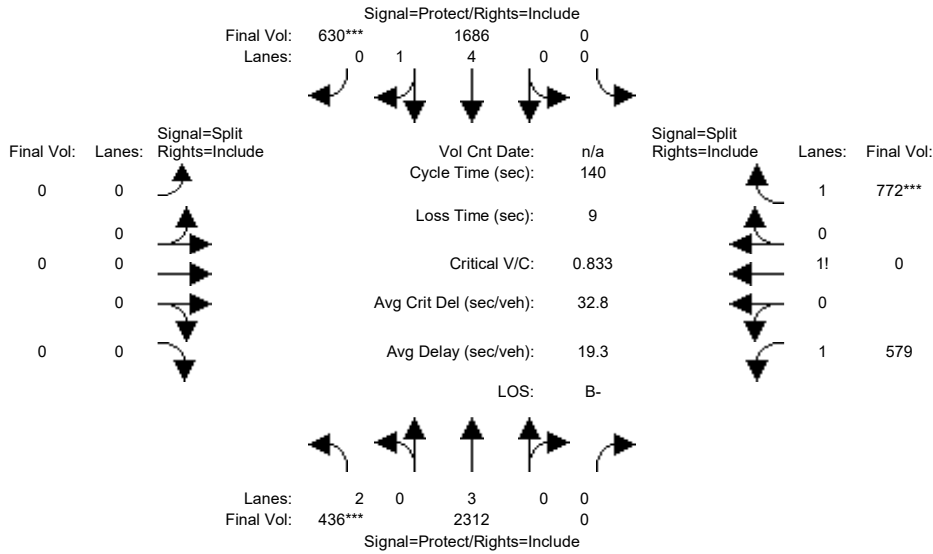 Signal=Protect/Rights=Include
Final Vol: 630*** 1686 0
Lanes: 0 1 4 0 0
Signal=Split
Final Vol: Lanes: Rights=Include
Vol Cnt Date: n/a
Signal=Split
Rights=Include Lanes: Final Vol:
Cycle Time (sec): 140
0 0
1 772***
Loss Time (sec): 9
0
0
0 0
Critical V/C: 0.833
1! 0
0
Avg Crit Del (sec/veh): 32.8
0
0 0
Avg Delay (sec/veh): 19.3
1 579
LOS: B-
Lanes: 2 0 3 0 0
Final Vol: 436*** 2312 0
Signal=Protect/Rights=Include